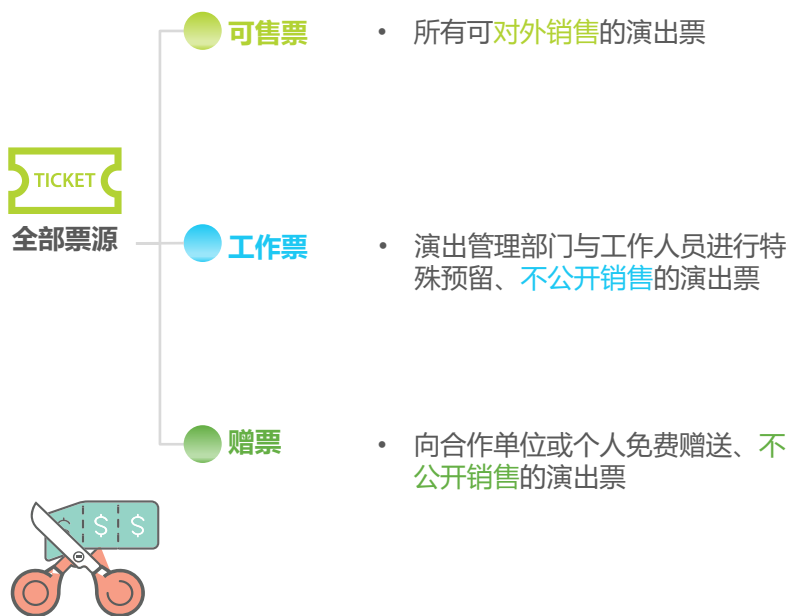 可售票
• 所有可对外销售的演出票
TICKET
全部票源
工作票
• 演出管理部门与工作人员进行特
殊预留、不公开销售的演出票
赠票
• 向合作单位或个人免费赠送、不
公开销售的演出票
$ $ $